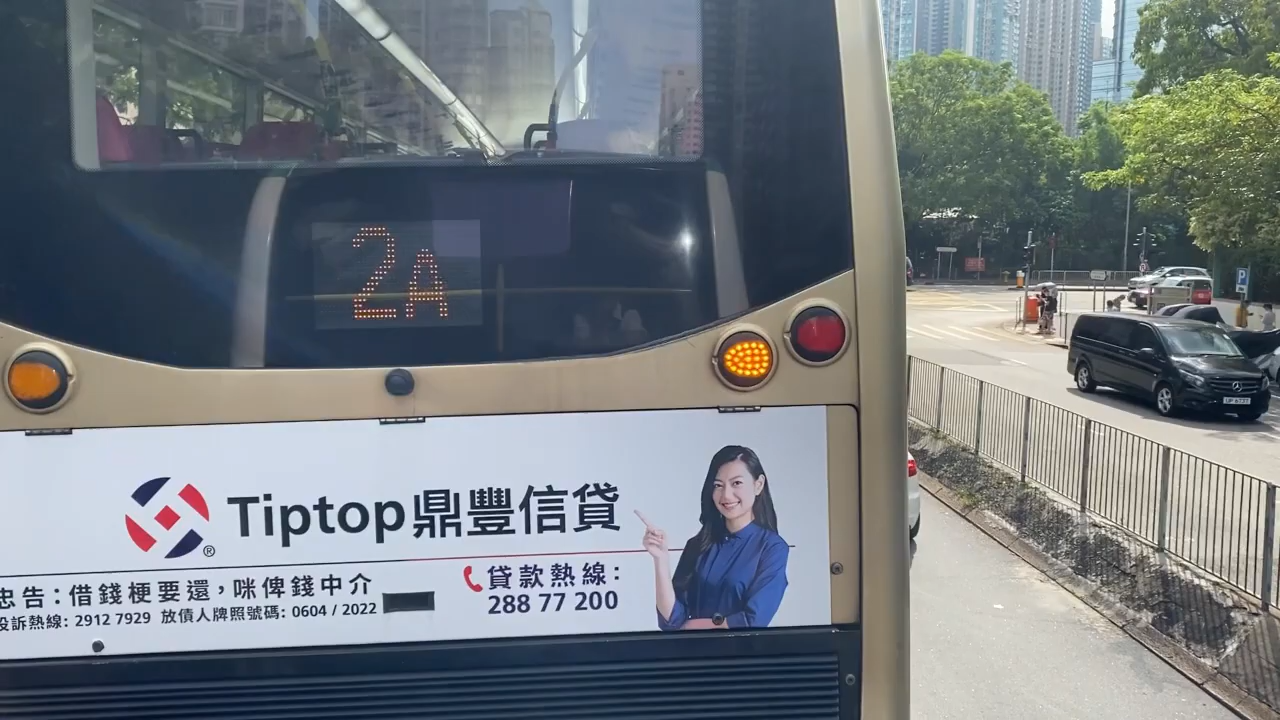 2A
Tiptop鼎豐信貸
®
忠告：借錢梗要還，咪俾錢中介
投訴熱線：2912 7929 放債人牌照號碼：0604 / 2022
貸款熱線：
288 77 200
P